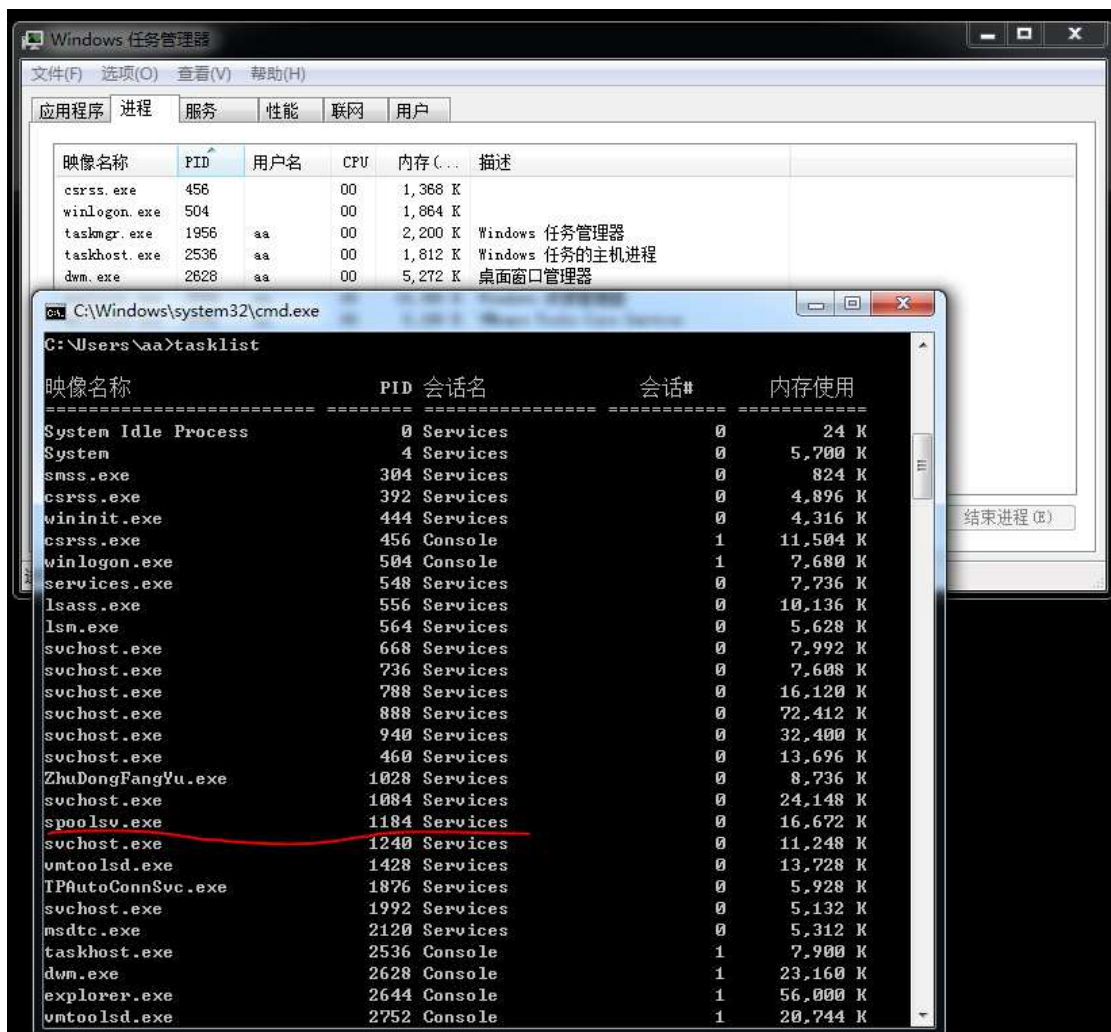 Windows 任务管理器
文件(F) 选项(O) 查看(V) 帮助(H)
应用程序 进程 服务 性能 联网 用户
映像名称 PID 用户名 CPU 内存(... 描述
csrss.exe 456 00 1,368 K
winlogon.exe 504 00 1,864 K
taskmgr.exe 1956 aa 00 2,200 K Windows 任务管理器
taskhost.exe 2536 aa 00 1,812 K Windows 任务的主机进程
dwm.exe 2628 aa 00 5,272 K 桌面窗口管理器
C:\Windows\system32\cmd.exe
C:\Users\aa>tasklist
映像名称 PID 会话名 会话# 内存使用
========================= ======== ================ =========== ============
System Idle Process 0 Services 0 24 K
System 4 Services 0 5,700 K
smss.exe 304 Services 0 824 K
csrss.exe 392 Services 0 4,896 K
wininit.exe 444 Services 0 4,316 K
结束进程(E)
csrss.exe 456 Console 1 11,504 K
winlogon.exe 504 Console 1 7,680 K
services.exe 548 Services 0 7,736 K
lsass.exe 556 Services 0 10,136 K
lsm.exe 564 Services 0 5,628 K
svchost.exe 668 Services 0 7,992 K
svchost.exe 736 Services 0 7,608 K
svchost.exe 788 Services 0 16,120 K
svchost.exe 888 Services 0 72,412 K
svchost.exe 940 Services 0 32,400 K
svchost.exe 460 Services 0 13,696 K
ZhuDongFangYu.exe 1028 Services 0 8,736 K
svchost.exe 1084 Services 0 24,148 K
spoolsv.exe 1184 Services 0 16,672 K
svchost.exe 1240 Services 0 11,248 K
vmtoolsd.exe 1428 Services 0 13,728 K
TPAutoConnSvc.exe 1876 Services 0 5,928 K
svchost.exe 1992 Services 0 5,132 K
msdtc.exe 2120 Services 0 5,312 K
taskhost.exe 2536 Console 1 7,900 K
dwm.exe 2628 Console 1 23,160 K
explorer.exe 2644 Console 1 56,000 K
vmtoolsd.exe 2752 Console 1 20,744 K